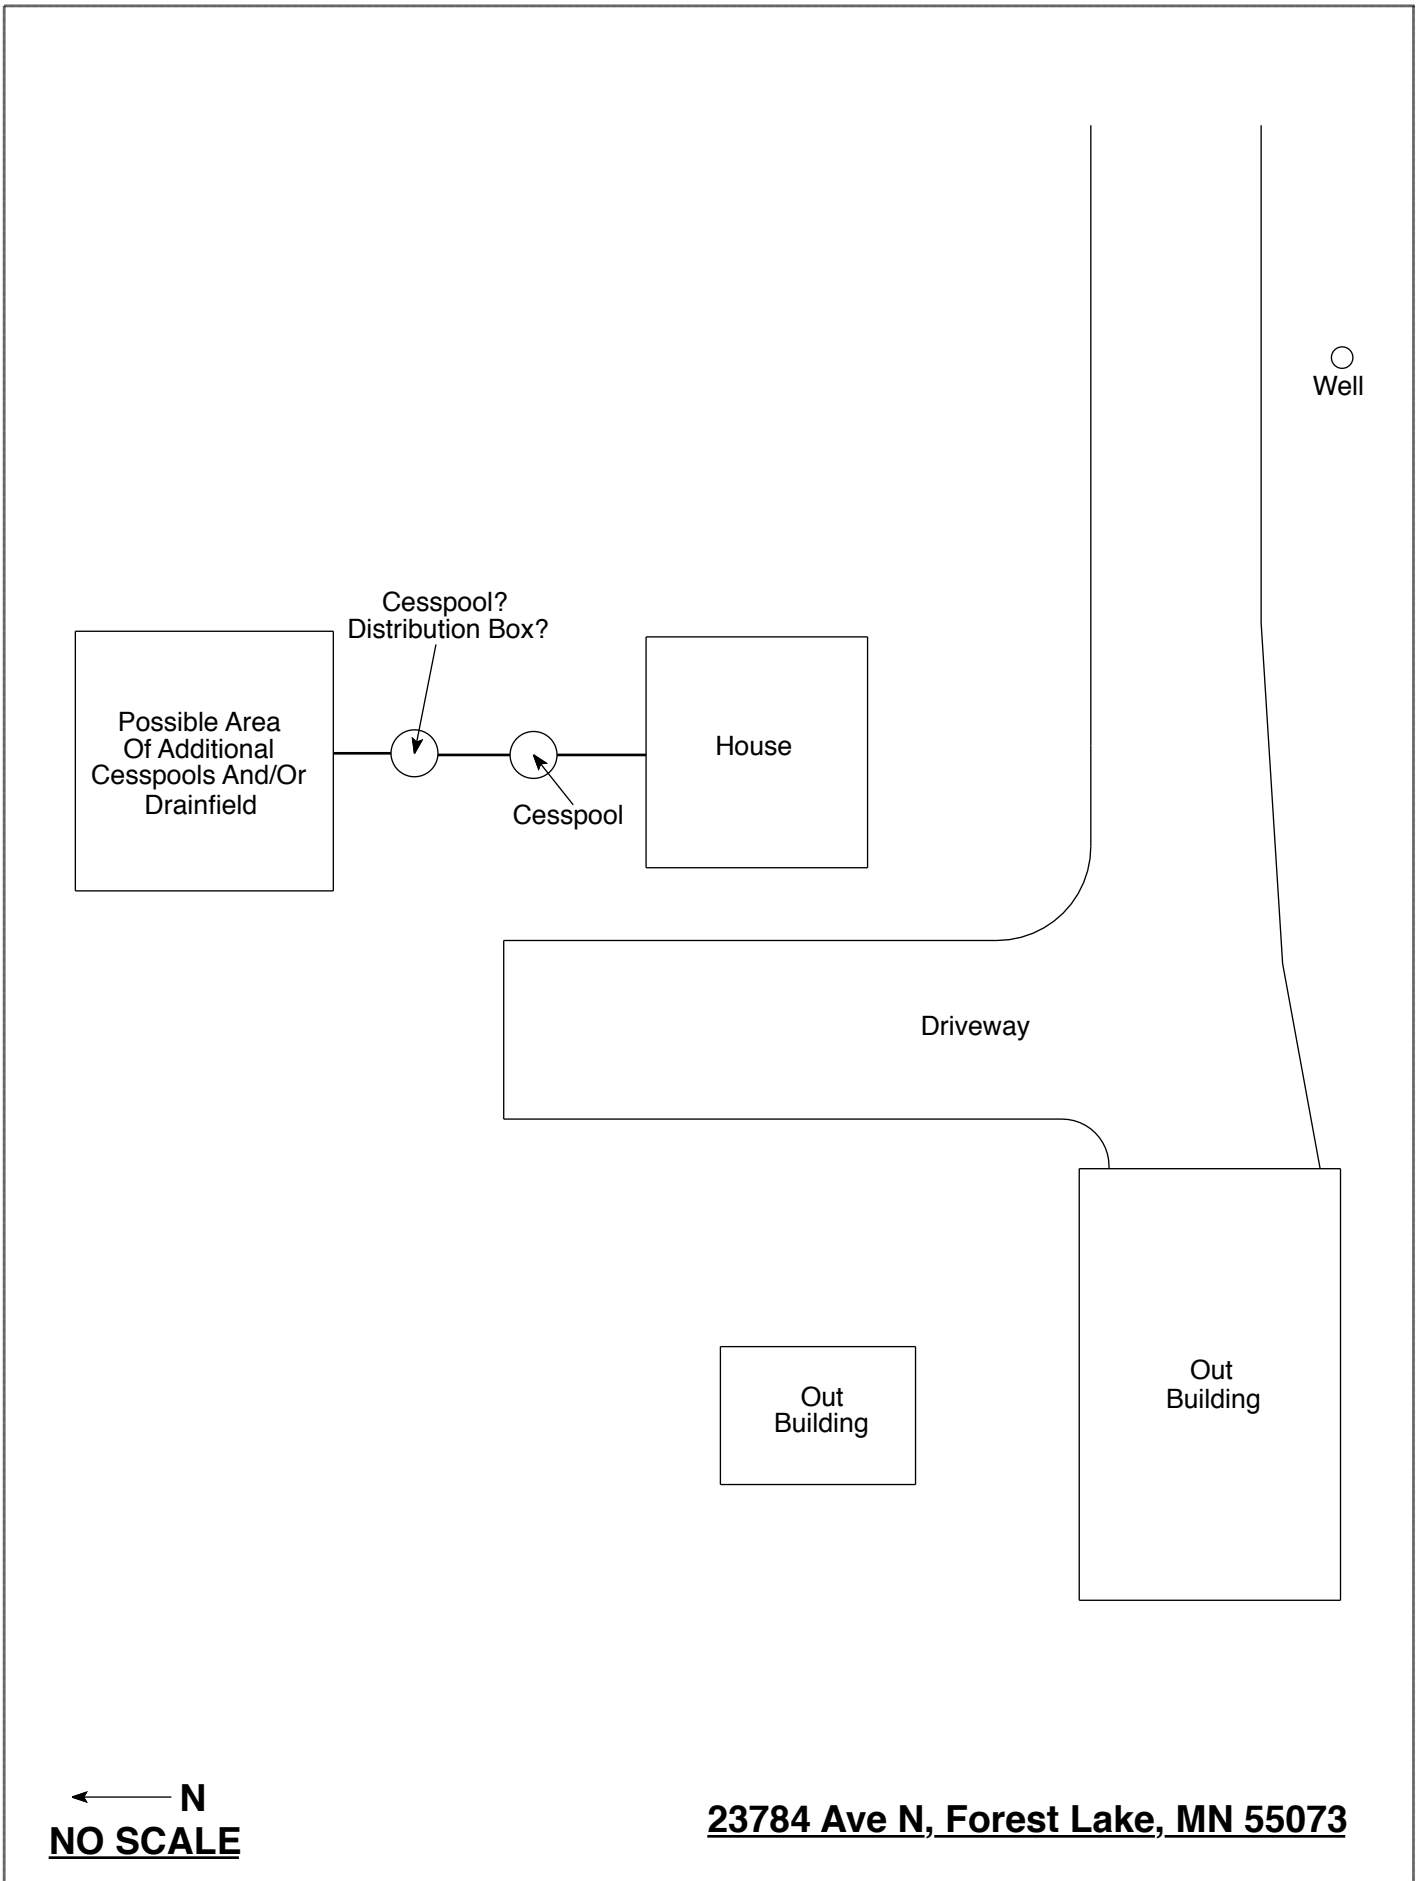 Well
Cesspool?
Distribution Box?
Possible Area
Of Additional
Cesspools And/Or
Drainfield
House
Cesspool
Driveway
Out
Building
Out
Building
N
NO SCALE
23784 Ave N, Forest Lake, MN 55073